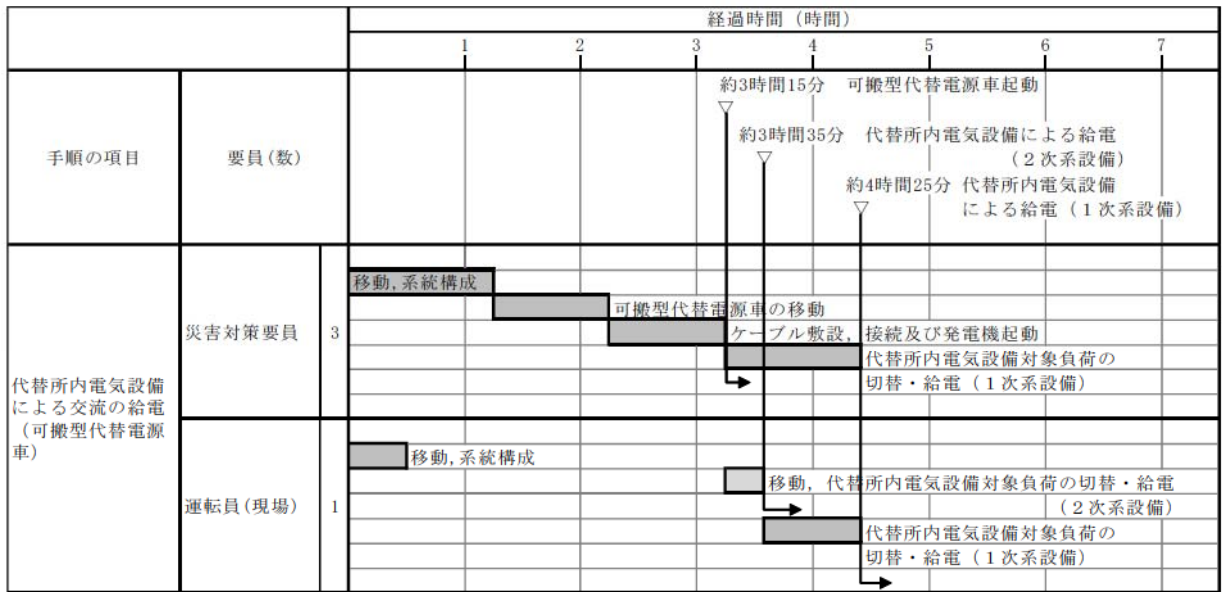 経過時間（時間）
1 2 3 4 5 6 7
手順の項目
要員(数)
約3時間15分 可搬型代替電源車起動
約3時間35分 代替所内電気設備による給電
（２次系設備）
約4時間25分 代替所内電気設備
による給電（１次系設備）
代替所内電気設備
による交流の給電
（可搬型代替電源
車）
災害対策要員
3
移動,系統構成
可搬型代替電源車の移動
ケーブル敷設，接続及び発電機起動
代替所内電気設備対象負荷の
切替・給電（１次系設備）
運転員(現場)
1
移動,系統構成
移動，代替所内電気設備対象負荷の切替・給電
（２次系設備）
代替所内電気設備対象負荷の
切替・給電（１次系設備）